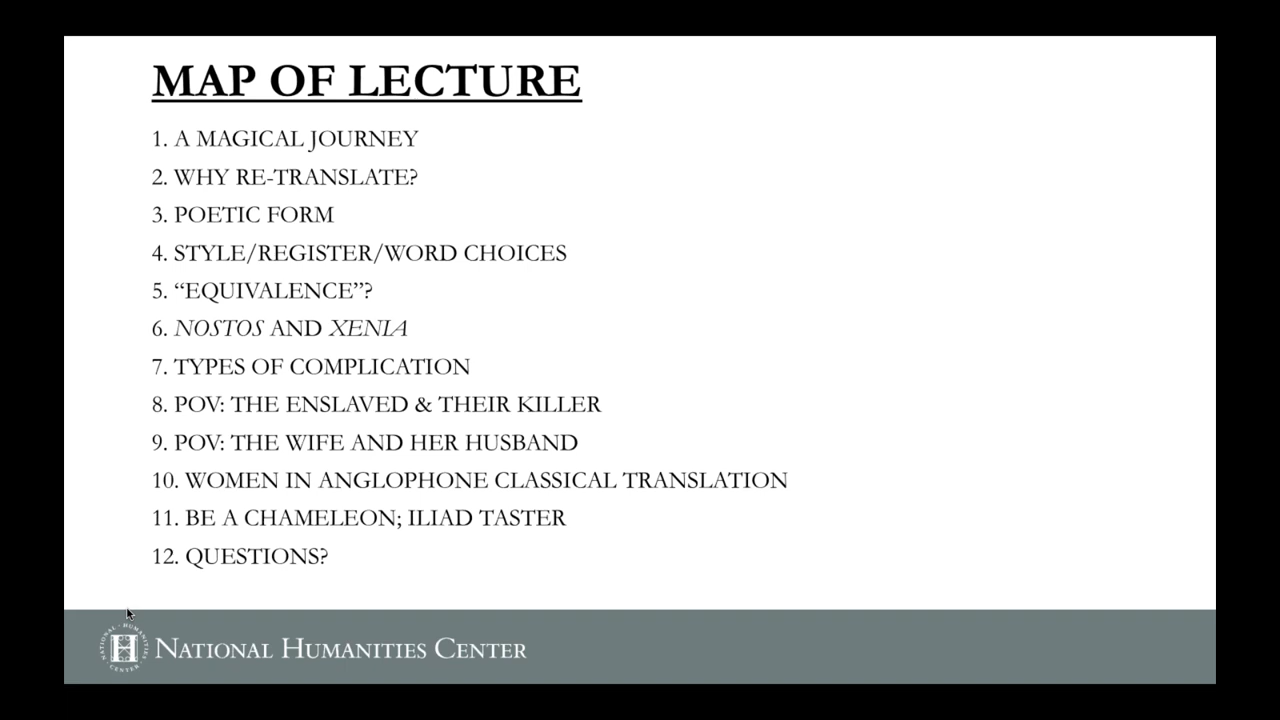 MAP OF LECTURE
1. A MAGICAL JOURNEY
2. WHY RE-TRANSLATE?
3. POETIC FORM
4. STYLE/REGISTER/WORD CHOICES
5. “EQUIVALENCE”?
6. NOSTOS AND XENIA
7. TYPES OF COMPLICATION
8. POV: THE ENSLAVED & THEIR KILLER
9. POV: THE WIFE AND HER HUSBAND
10. WOMEN IN ANGLOPHONE CLASSICAL TRANSLATION
11. BE A CHAMELEON; ILIAD TASTER
12. QUESTIONS?
NATIONAL · HUMANITIES · CENTER ·
H
NATIONAL HUMANITIES CENTER